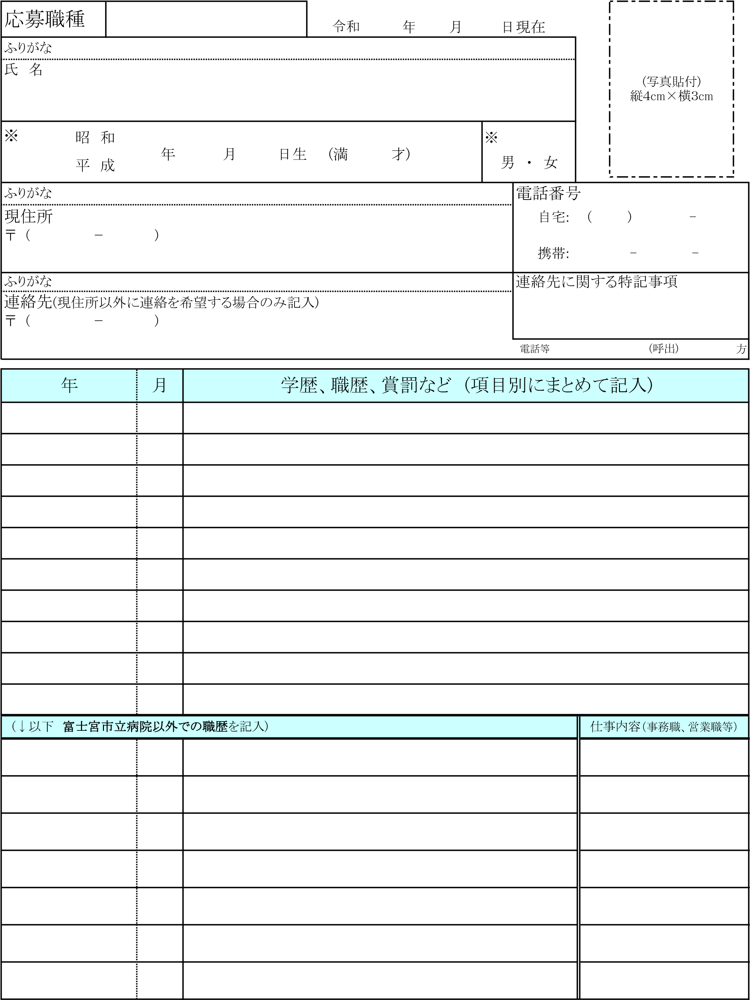 応募職種
令和　　　年　　　月　　　日現在
ふりがな
氏　名
(写真貼付)
縦4cm×横3cm
※　昭　和
平　成
年　　　月　　　日生　(満　　　才)
※
男　・　女
ふりがな
現住所
〒（　　　－　　　）
電話番号
自宅:　（　　　）　　　－
携帯:　　　－　　　－
ふりがな
連絡先(現住所以外に連絡を希望する場合のみ記入)
〒（　　　－　　　）
連絡先に関する特記事項
電話等　　　(呼出)　　　方
年　月　学歴、職歴、賞罰など（項目別にまとめて記入）
（↓以下　富士宮市立病院以外での職歴を記入）　仕事内容(事務職、営業職等)